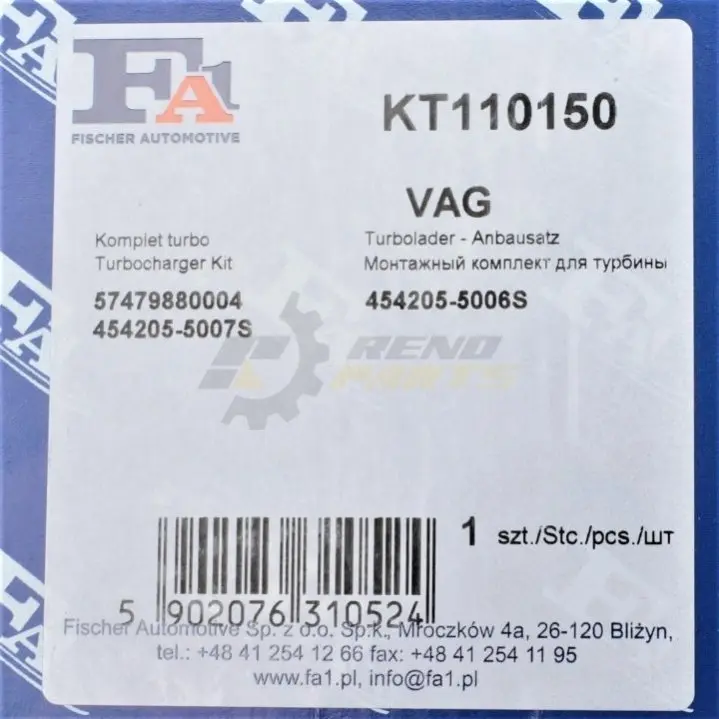 FA1
FISCHER AUTOMOTIVE
KT110150
VAG
Komplet turbo
Turbocharger Kit
Turbolader - Anbausatz
Монтажный комплект для турбины
57479880004
454205-5007S
454205-5006S
RENO
PARTS
1 szt./Stc./pcs./шт
5 902076 310524
Fischer Automotive Sp. z o.o. Sp.k., Mroczków 4a, 26-120 Bliżyn,
tel.: +48 41 254 12 66 fax: +48 41 254 11 95
www.fa1.pl, info@fa1.pl